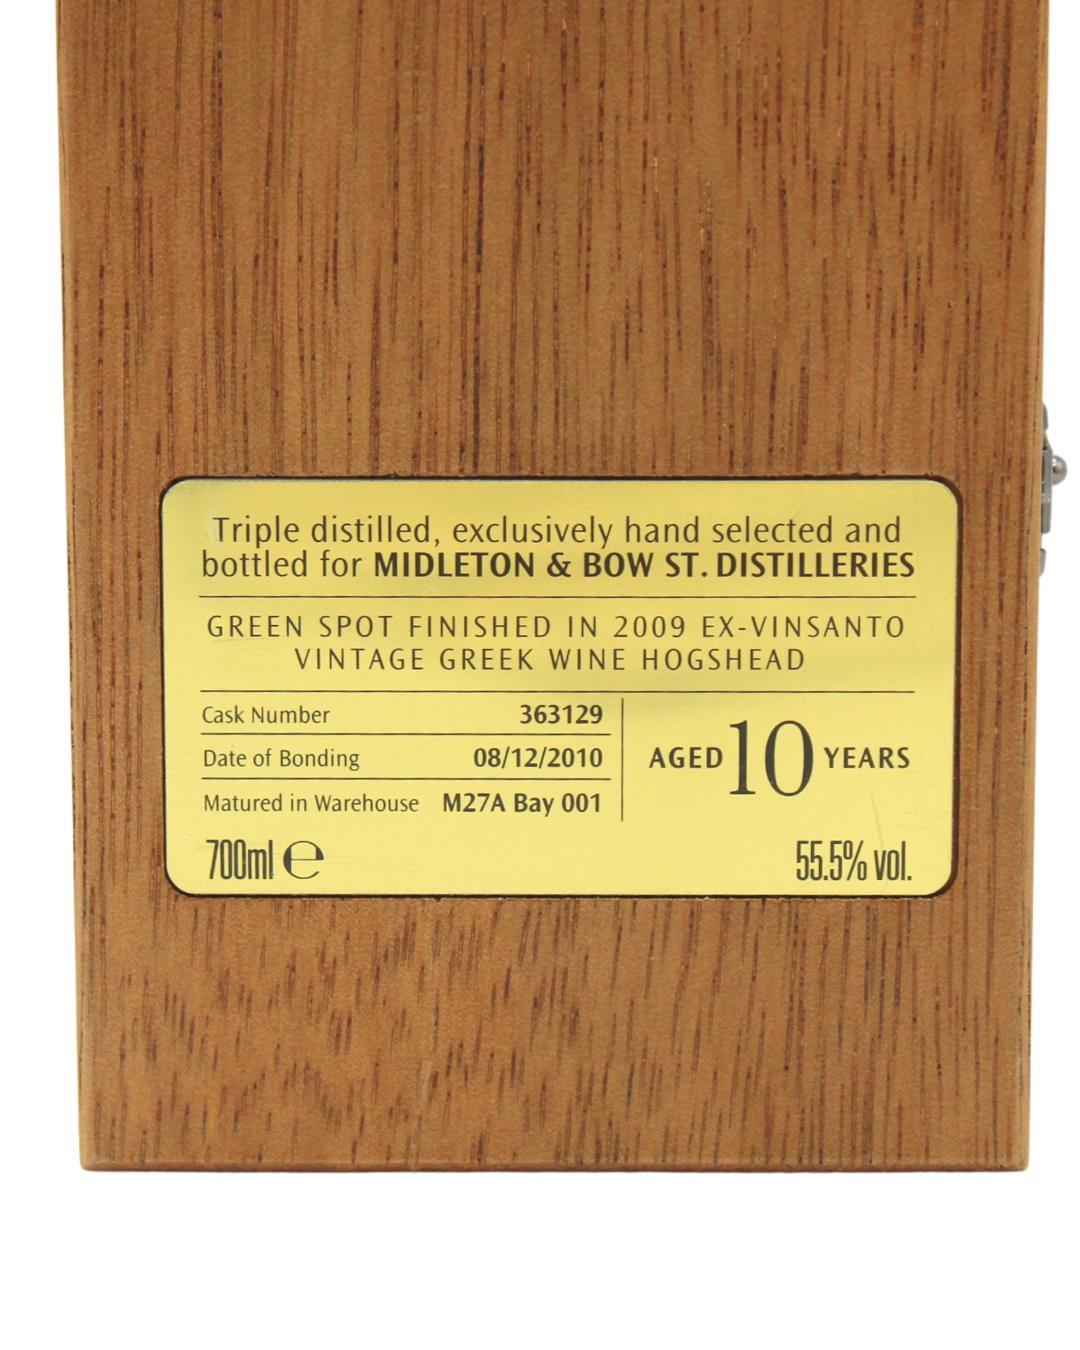 Triple distilled, exclusively hand selected and
bottled for MIDLETON & BOW ST. DISTILLERIES
GREEN SPOT FINISHED IN 2009 EX-VINSANTO
VINTAGE GREEK WINE HOGSHEAD
Cask Number 363129
Date of Bonding 08/12/2010
Matured in Warehouse M27A Bay 001
AGED 10 YEARS
700ml ℮
55.5% vol.